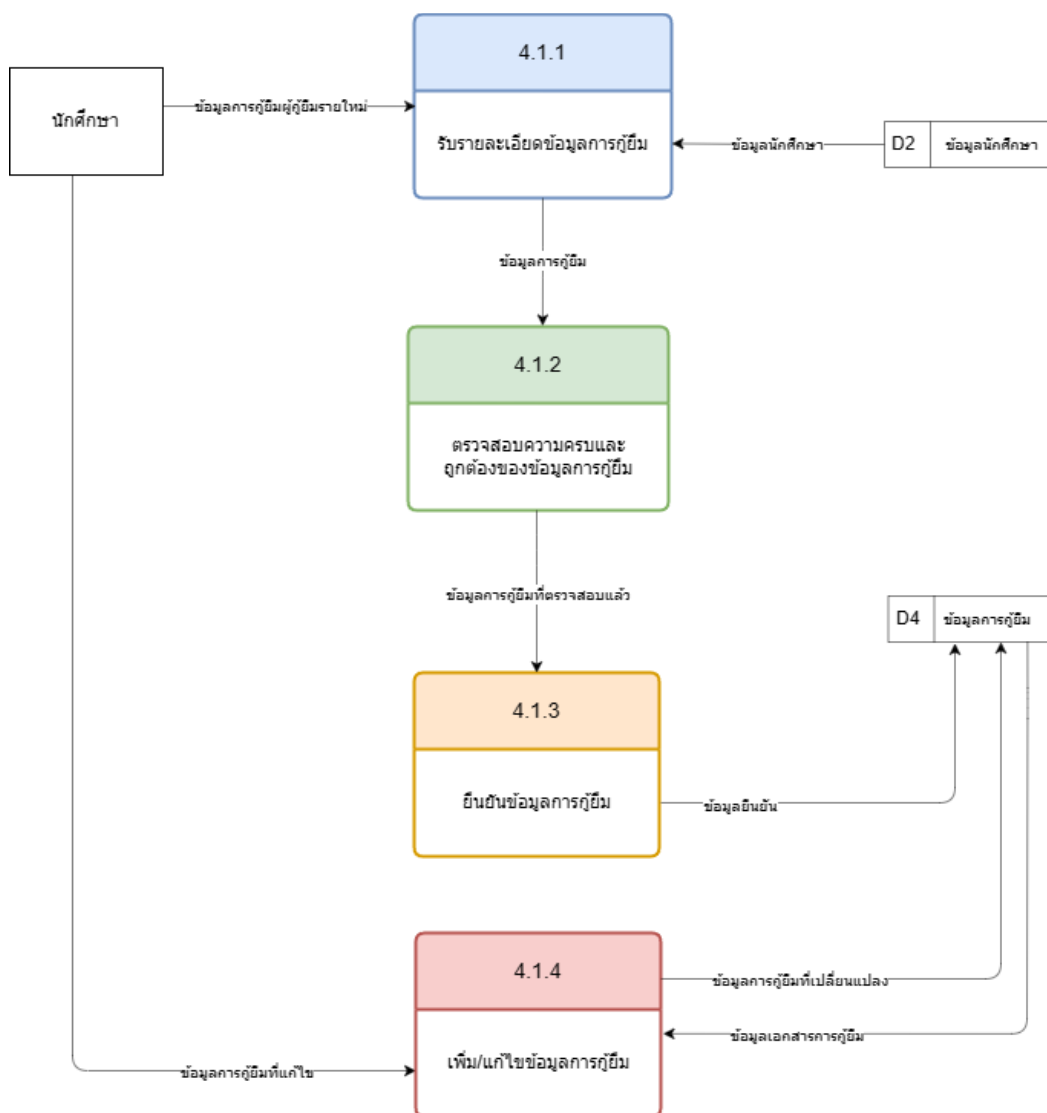 4.1.1
นักศึกษา
ข้อมูลการกู้ยืมผู้กู้ยืมรายใหม่
รับรายละเอียดข้อมูลการกู้ยืม
ข้อมูลนักศึกษา
D2
ข้อมูลนักศึกษา
ข้อมูลการกู้ยืม
4.1.2
ตรวจสอบความครบและ
ถูกต้องของข้อมูลการกู้ยืม
ข้อมูลการกู้ยืมที่ตรวจสอบแล้ว
D4
ข้อมูลการกู้ยืม
4.1.3
ยืนยันข้อมูลการกู้ยืม
ข้อมูลยืนยัน
4.1.4
ข้อมูลการกู้ยืมที่เปลี่ยนแปลง
ข้อมูลเอกสารการกู้ยืม
เพิ่ม/แก้ไขข้อมูลการกู้ยืม
ข้อมูลการกู้ยืมที่แก้ไข